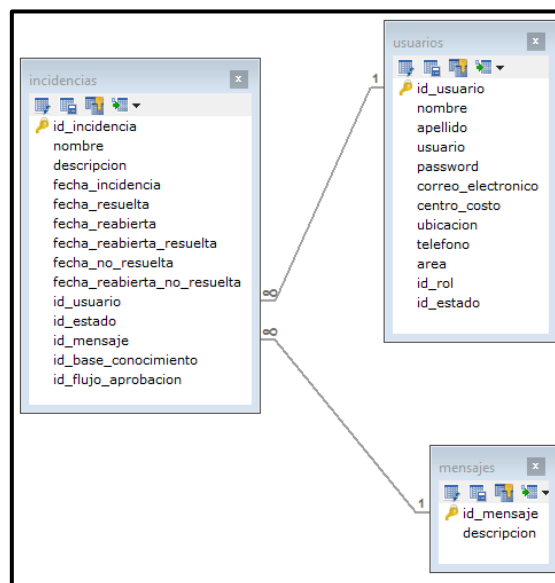 incidencias
id_incidencia
nombre
descripcion
fecha_incidencia
fecha_resuelta
fecha_reabierta
fecha_reabierta_resuelta
fecha_no_resuelta
fecha_reabierta_no_resuelta
id_usuario
id_estado
id_mensaje
id_base_conocimiento
id_flujo_aprobacion
∞
∞
1
usuarios
id_usuario
nombre
apellido
usuario
password
correo_electronico
centro_costo
ubicacion
telefono
area
id_rol
id_estado
1
mensajes
id_mensaje
descripcion